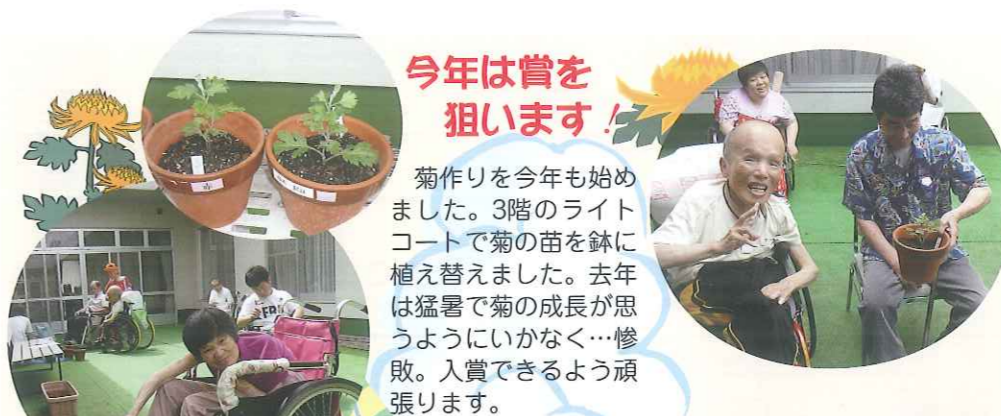 今年は賞を
狙います！
菊作りを今年も始め
ました。3階のライト
コートで菊の苗を鉢に
植え替えました。去年
は猛暑で菊の成長が思
うようにいかなく…惨
敗。入賞できるよう頑
張ります。